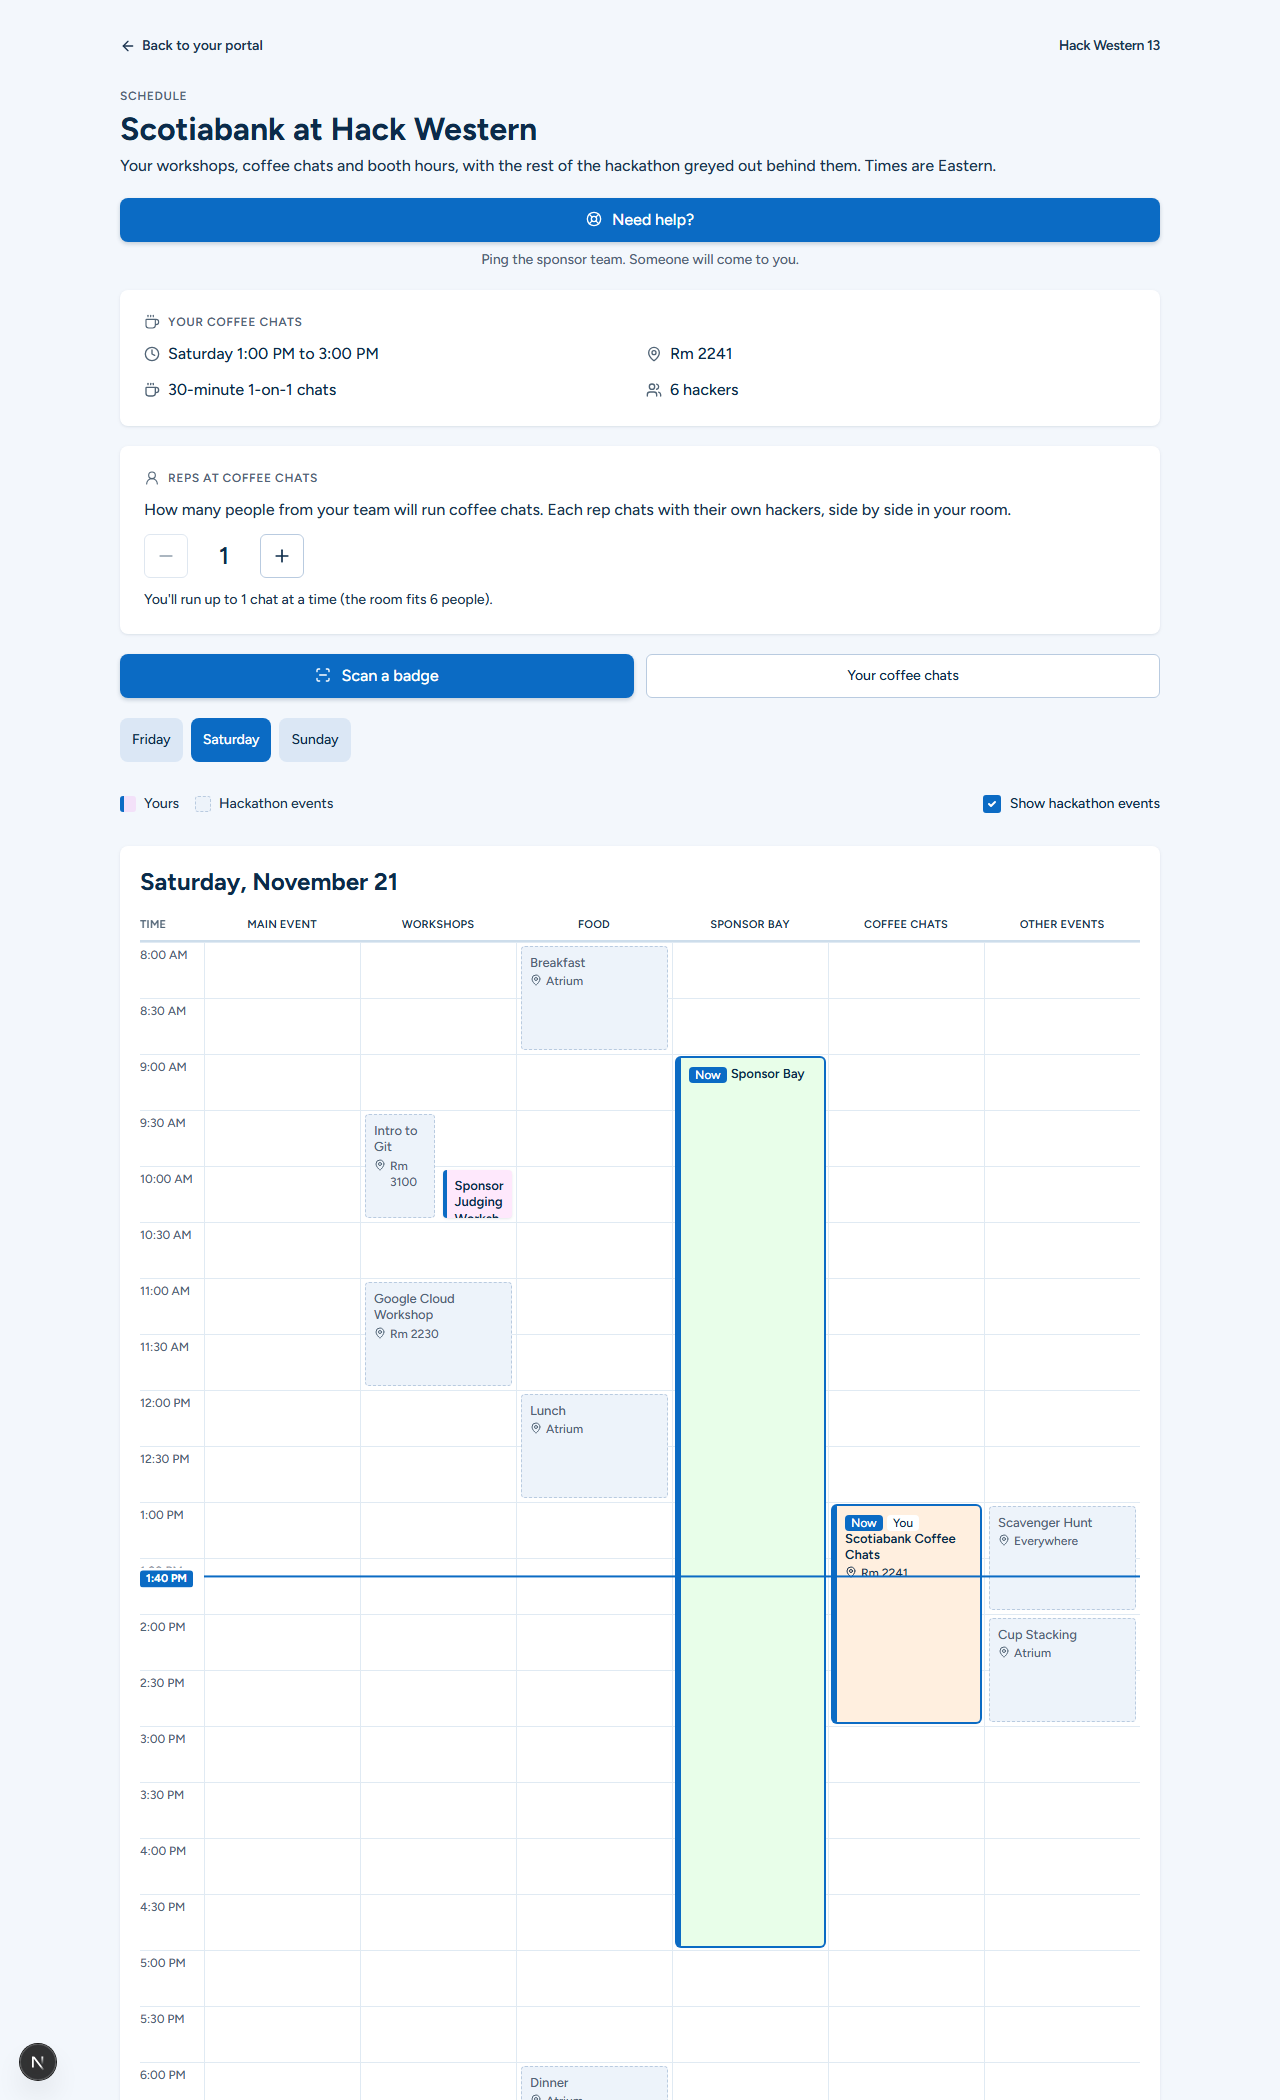 Back to your portal
Hack Western 13
SCHEDULE
Scotiabank at Hack Western
Your workshops, coffee chats and booth hours, with the rest of the hackathon greyed out behind them. Times are Eastern.
Need help?
Ping the sponsor team. Someone will come to you.
YOUR COFFEE CHATS
Saturday 1:00 PM to 3:00 PM
Rm 2241
30-minute 1-on-1 chats
6 hackers
REPS AT COFFEE CHATS
How many people from your team will run coffee chats. Each rep chats with their own hackers, side by side in your room.
1
You'll run up to 1 chat at a time (the room fits 6 people).
Scan a badge
Your coffee chats
Friday
Saturday
Sunday
Yours
Hackathon events
Show hackathon events
Saturday, November 21
TIME
MAIN EVENT
WORKSHOPS
FOOD
SPONSOR BAY
COFFEE CHATS
OTHER EVENTS
8:00 AM
Breakfast
Atrium
8:30 AM
9:00 AM
Now Sponsor Bay
9:30 AM
Intro to
Git
Rm
3100
10:00 AM
Sponsor
Judging
10:30 AM
11:00 AM
Google Cloud
Workshop
Rm 2230
11:30 AM
12:00 PM
Lunch
Atrium
12:30 PM
1:00 PM
Now You
Scotiabank Coffee
Chats
Rm 2241
Scavenger Hunt
Everywhere
1:40 PM
2:00 PM
Cup Stacking
Atrium
2:30 PM
3:00 PM
3:30 PM
4:00 PM
4:30 PM
5:00 PM
5:30 PM
6:00 PM
Dinner
Atrium
N